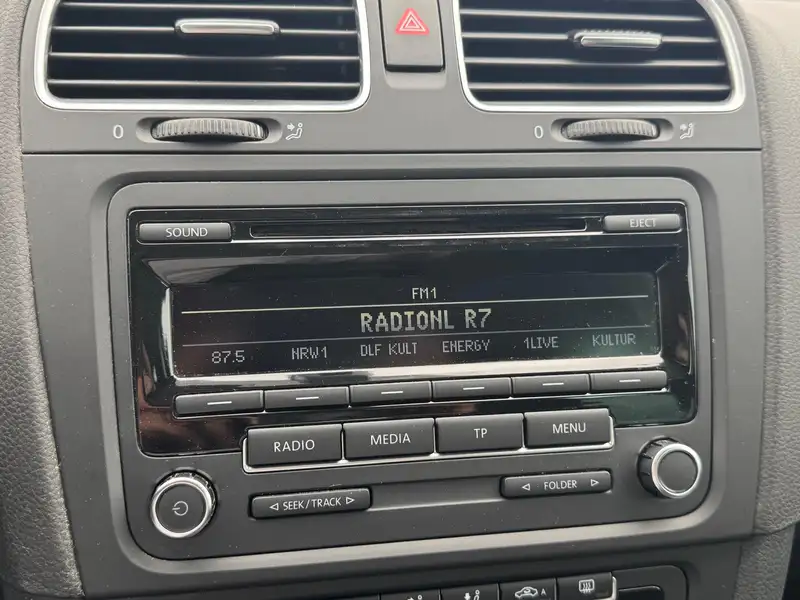 0 0
SOUND EJECT
FM1
RADIONL R7
87.5 NRW1 DLF KULT ENERGY 1LIVE KULTUR
RADIO MEDIA TP MENU
SEEK/TRACK FOLDER
A